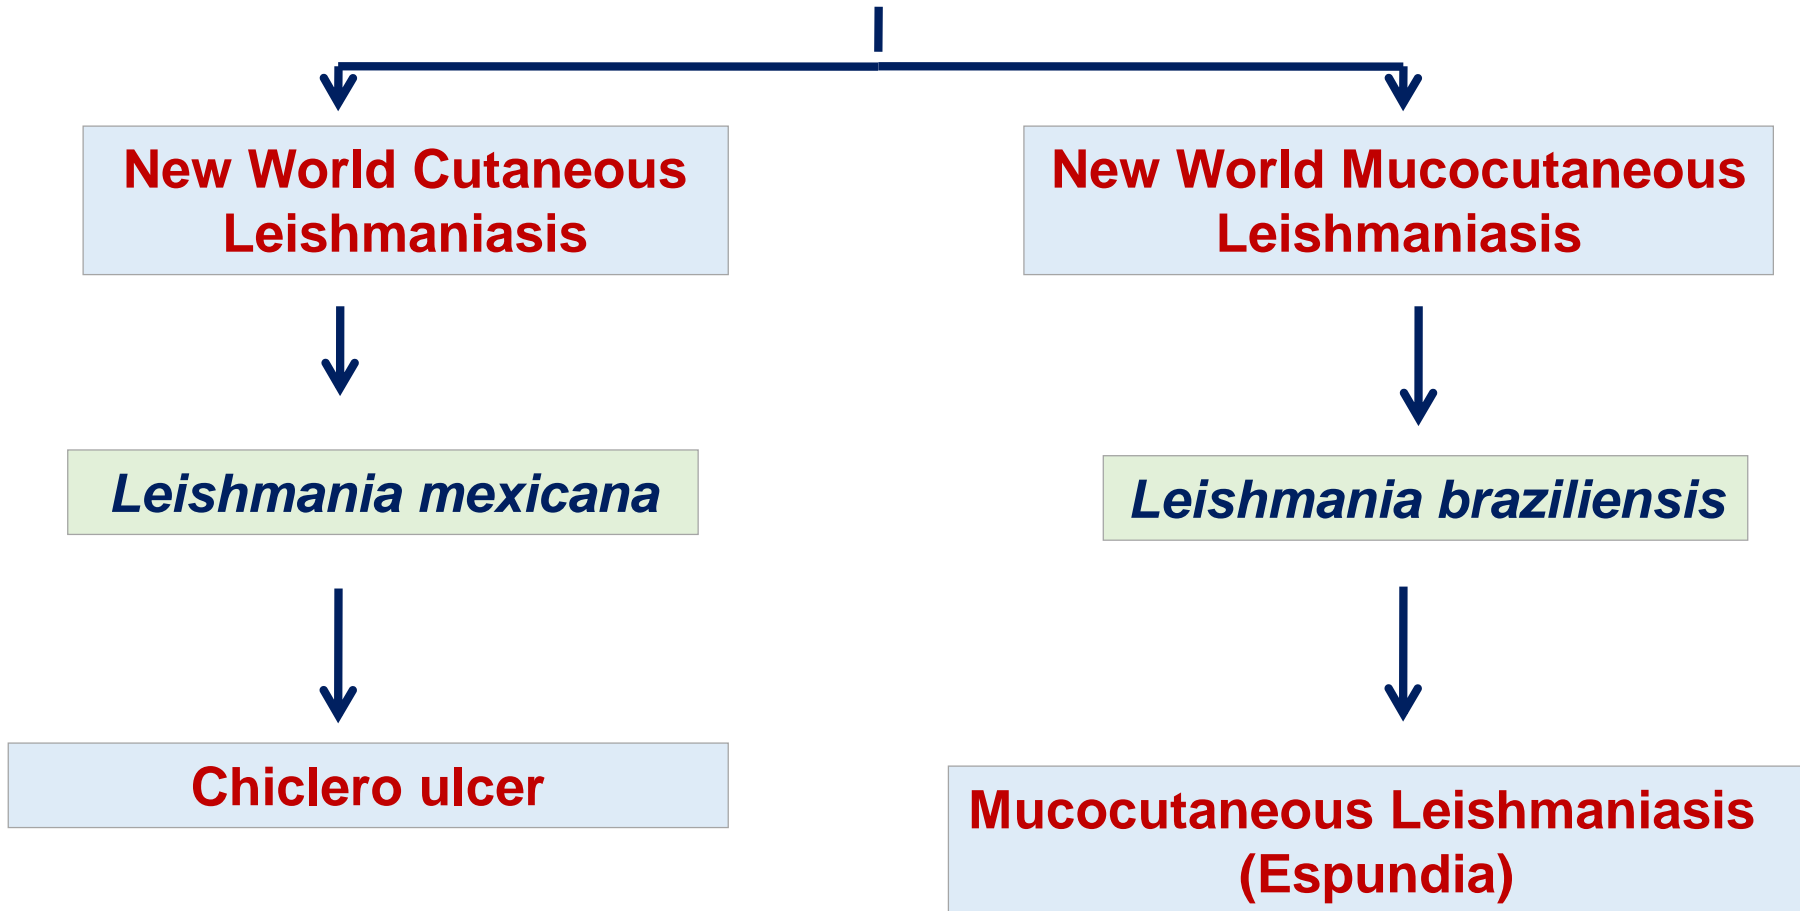 New World Cutaneous
Leishmaniasis
New World Mucocutaneous
Leishmaniasis
Leishmania mexicana
Leishmania braziliensis
Chiclero ulcer
Mucocutaneous Leishmaniasis
(Espundia)